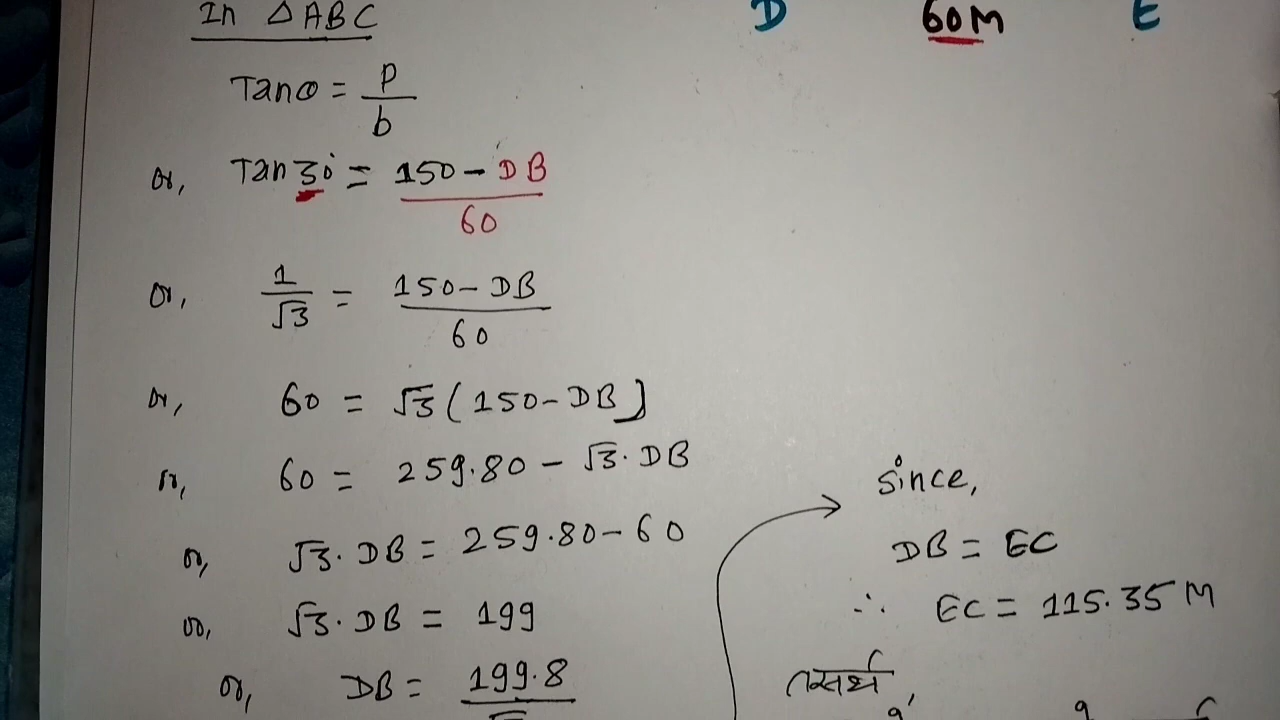 In △ABC
D 60M E
Tanθ = p/b
or, Tan30° = 150-DB/60
or, 1/√3 = 150-DB/60
or, 60 = √3(150-DB)
or, 60 = 259.80 - √3.DB
or, √3.DB = 259.80-60
or, √3.DB = 199
or, DB = 199.8
since,
DB = EC
∴ EC = 115.35 M
तसर्थ,